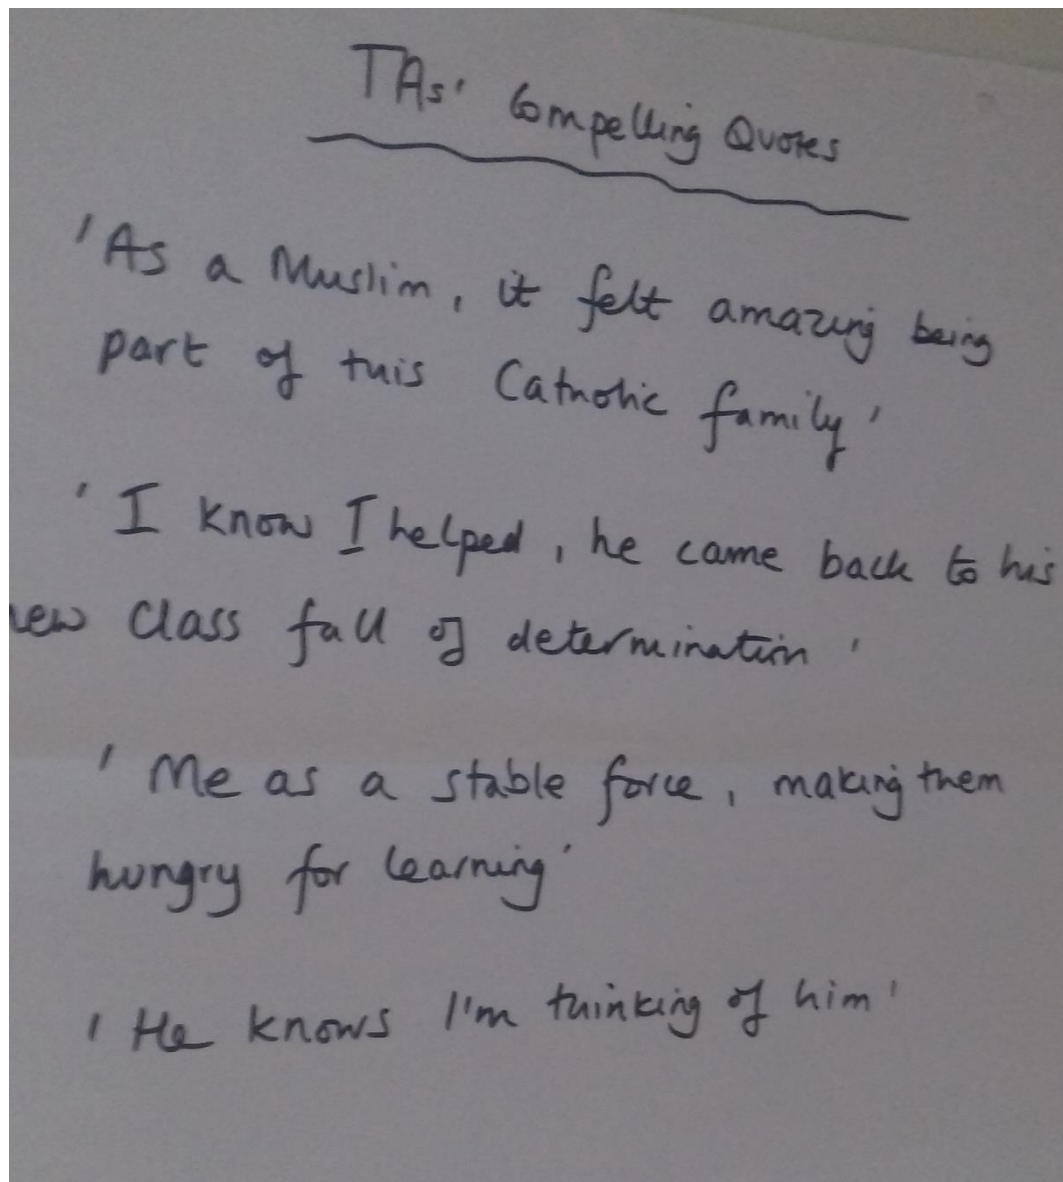 TAs' Compelling Quotes
'As a Muslim, it felt amazing being
part of this Catholic family'
'I know I helped, he came back to his
new class full of determination'
'Me as a stable force, making them
hungry for learning'
'He knows I'm thinking of him'